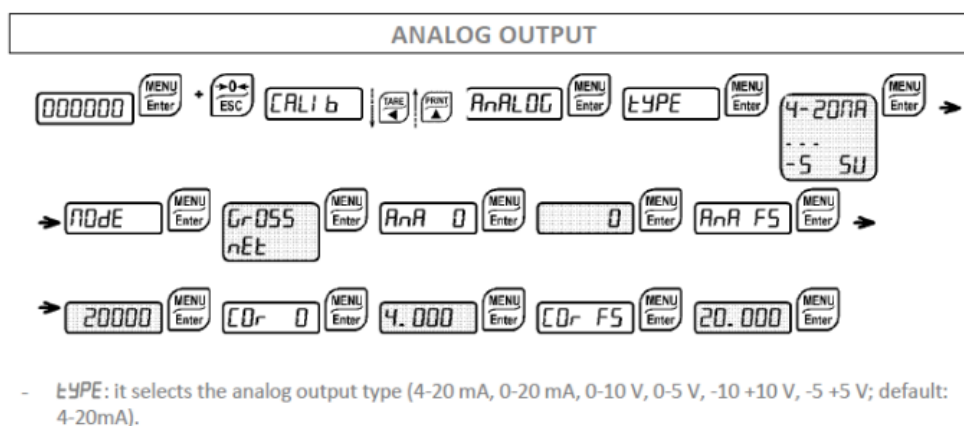 ANALOG OUTPUT
000000 MENU Enter + →0← ESC CALIb TARE PRINT AnALOG MENU Enter tYPE MENU Enter 4-20MA --- -5 5U MENU Enter
MOdE MENU Enter GrOSS nEt MENU Enter AnA 0 MENU Enter 0 MENU Enter AnA FS MENU Enter
20000 MENU Enter COr 0 MENU Enter 4.000 MENU Enter COr FS MENU Enter 20.000 MENU Enter
- tYPE: it selects the analog output type (4-20 mA, 0-20 mA, 0-10 V, 0-5 V, -10 +10 V, -5 +5 V; default:
4-20mA).